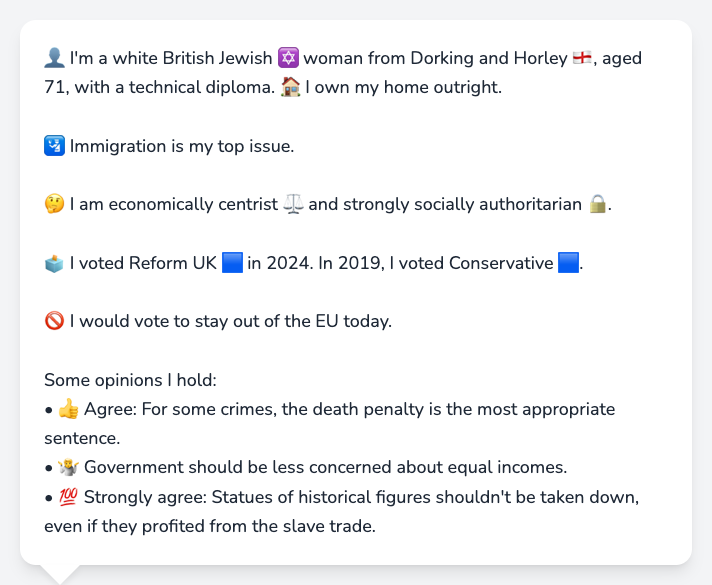 👤 I'm a white British Jewish ✡️ woman from Dorking and Horley 🏴󠁧󠁢󠁥󠁮󠁧󠁿, aged
71, with a technical diploma. 🏠 I own my home outright.
🛂 Immigration is my top issue.
🤔 I am economically centrist ⚖️ and strongly socially authoritarian 🔒.
🗳️ I voted Reform UK 🟦 in 2024. In 2019, I voted Conservative 🟦.
🚫 I would vote to stay out of the EU today.
Some opinions I hold:
• 👍 Agree: For some crimes, the death penalty is the most appropriate
sentence.
• 🤷 Government should be less concerned about equal incomes.
• 💯 Strongly agree: Statues of historical figures shouldn't be taken down,
even if they profited from the slave trade.